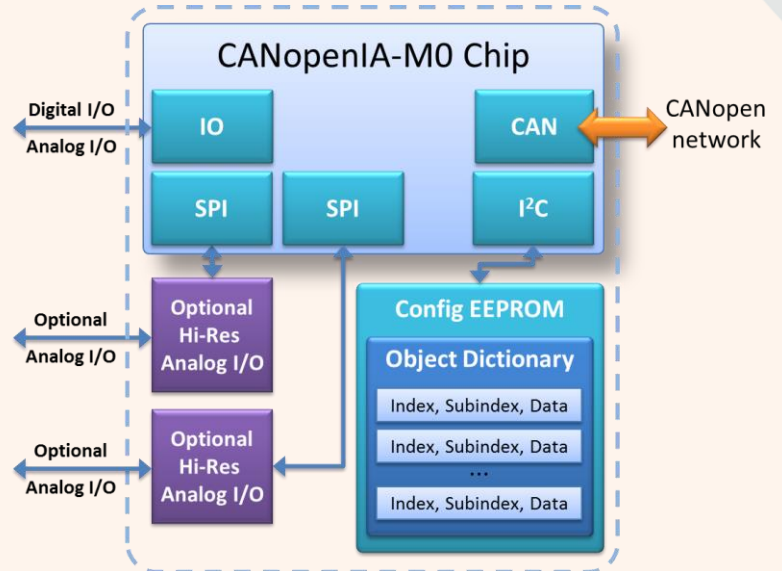 CANopenIA-M0 Chip
Digital I/O
Analog I/O
IO
CAN
CANopen
network
SPI
SPI
I²C
Optional
Analog I/O
Optional
Hi-Res
Analog I/O
Config EEPROM
Object Dictionary
Index, Subindex, Data
Index, Subindex, Data
...
Index, Subindex, Data
Optional
Analog I/O
Optional
Hi-Res
Analog I/O